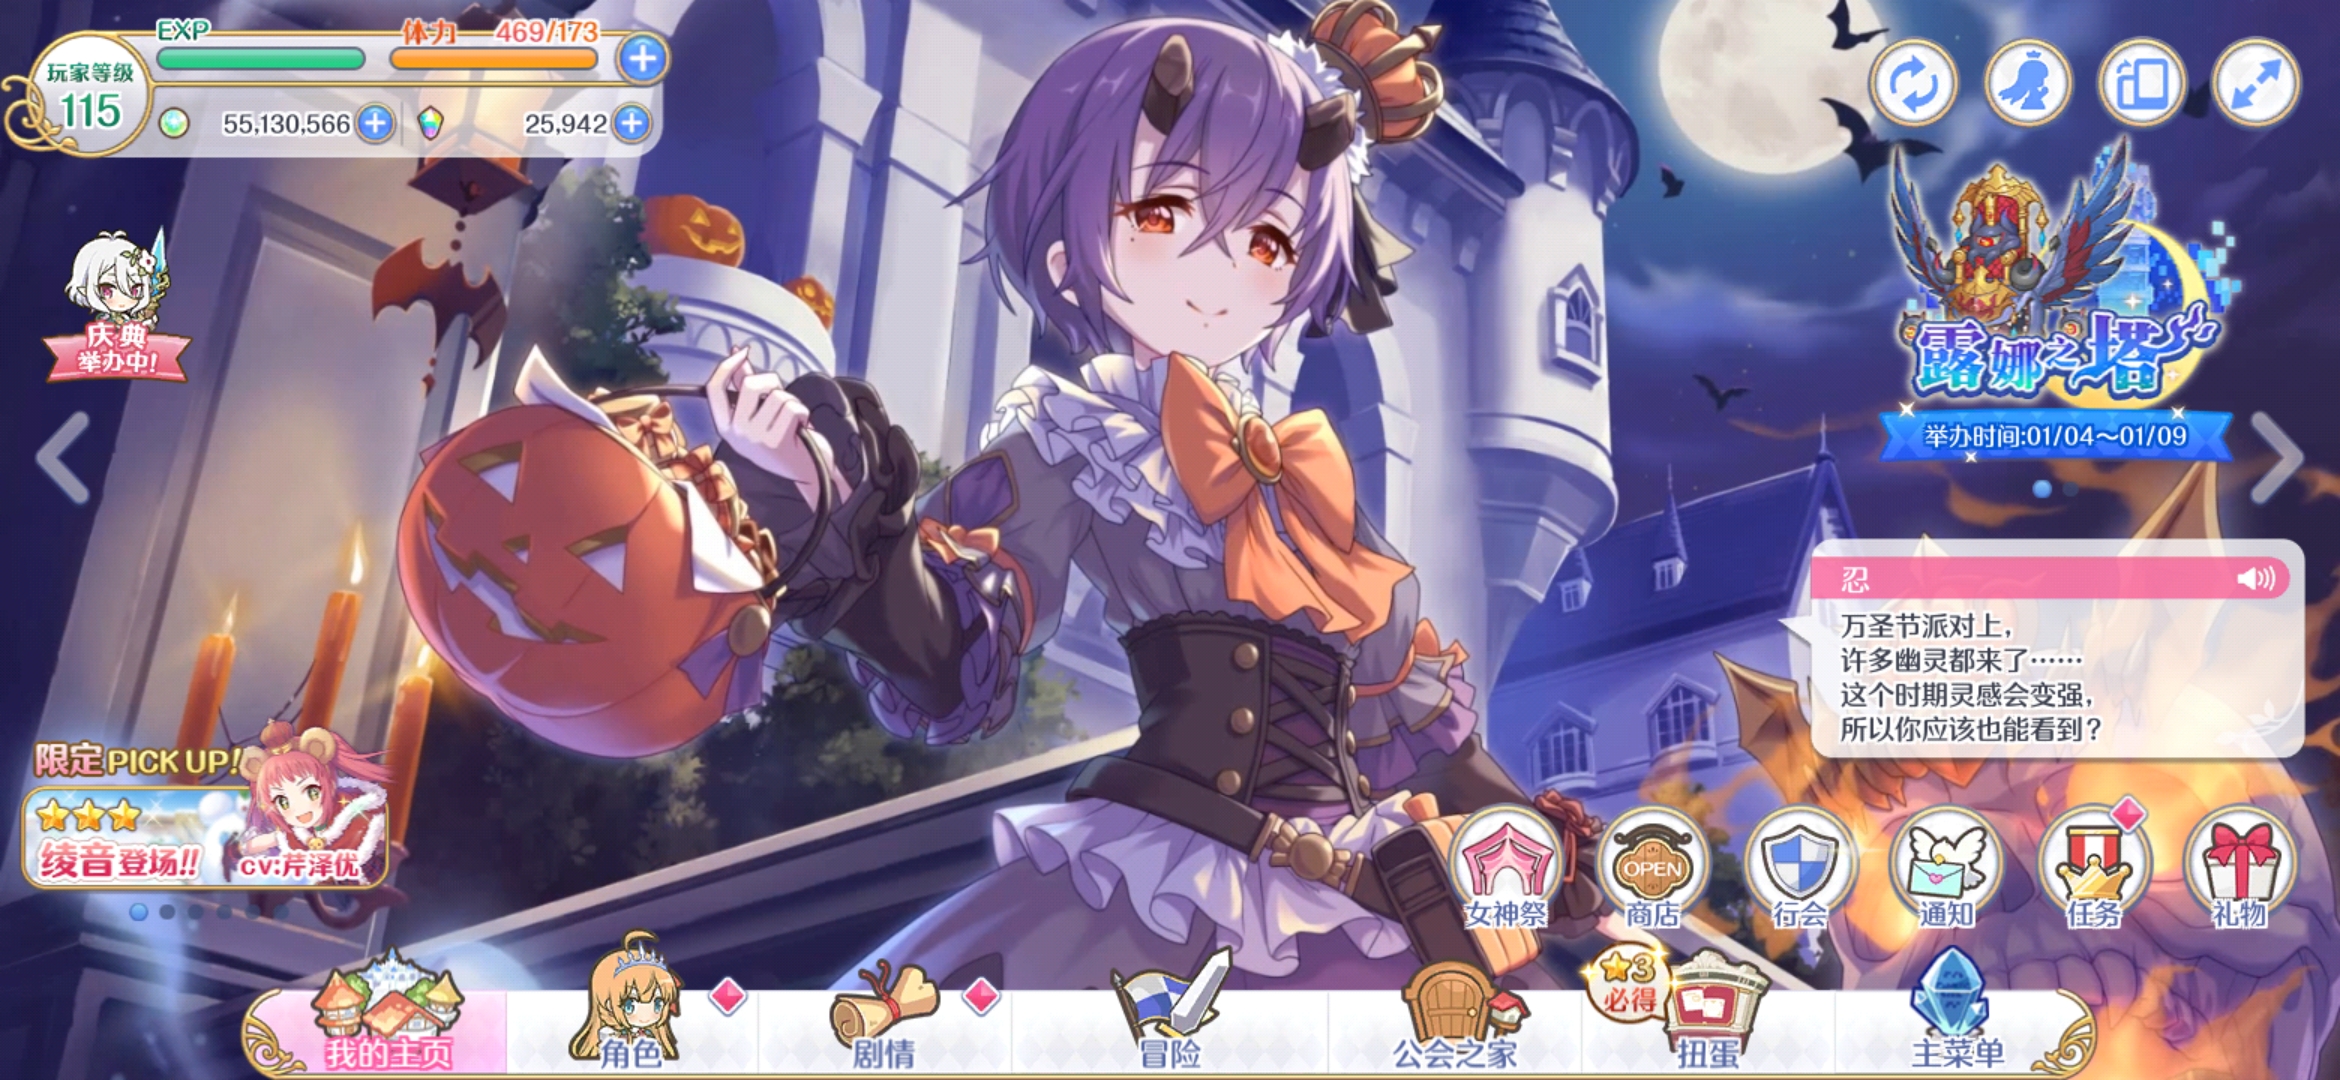 EXP
体力 469/173
玩家等级
115
55,130,566
25,942
庆典
举办中!
露娜之塔
举办时间:01/04～01/09
忍
万圣节派对上，
许多幽灵都来了……
这个时期灵感会变强，
所以你应该也能看到？
限定PICK UP!
绫音登场!!
cv:芹泽优
OPEN
女神祭
商店
行会
通知
任务
礼物
3
必得
我的主页
角色
剧情
冒险
公会之家
扭蛋
主菜单